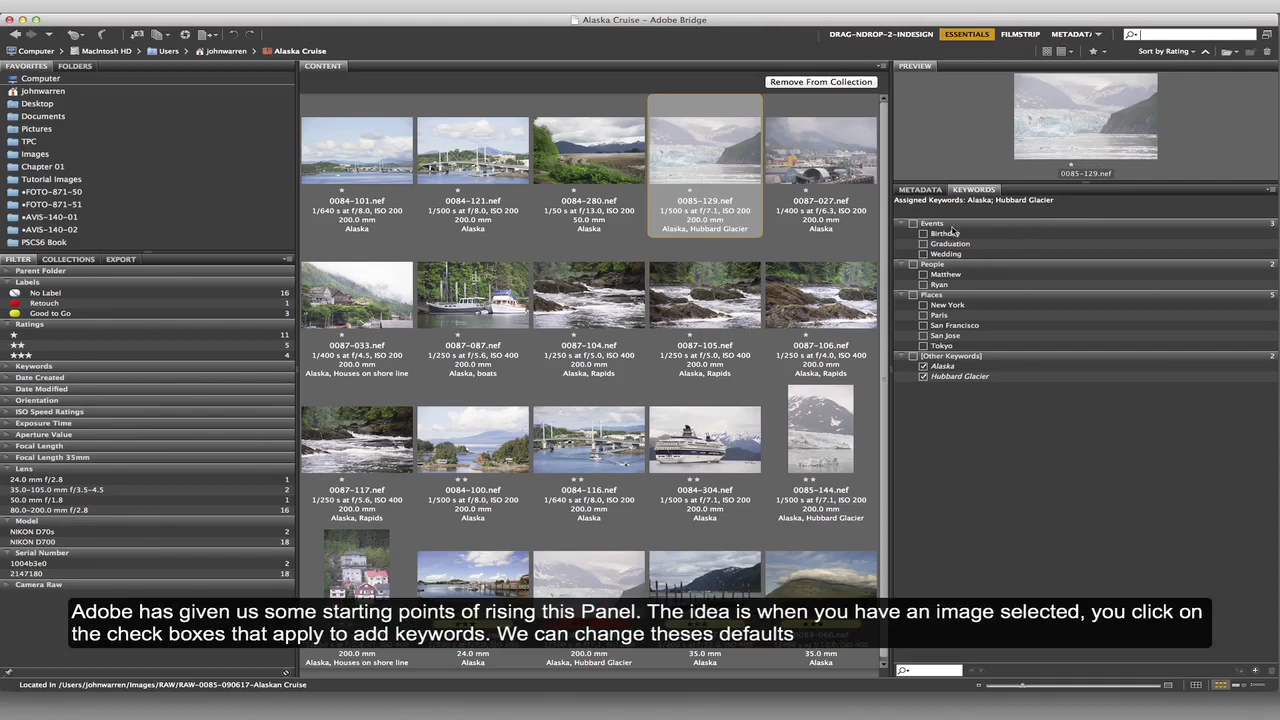 Alaska Cruise – Adobe Bridge
DRAG-NDROP-2-INDESIGN ESSENTIALS FILMSTRIP METADATA
Computer MacIntosh HD Users johnwarren Alaska Cruise
Sort by Rating
FAVORITES FOLDERS
Computer
johnwarren
Desktop
Documents
Pictures
TPC
Images
Chapter 01
Tutorial Images
*FOTO-871-50
*FOTO-871-51
*AVIS-140-01
*AVIS-140-02
PSCS6 Book
FILTER COLLECTIONS EXPORT
Parent Folder
Labels
No Label 16
Retouch 1
Good to Go 3
Ratings
★ 11
★★ 5
★★★ 4
Keywords
Date Created
Date Modified
Orientation
ISO Speed Ratings
Exposure Time
Aperture Value
Focal Length
Focal Length 35mm
Lens
24.0 mm f/2.8 1
35.0-105.0 mm f/3.5-4.5 2
50.0 mm f/1.8 1
80.0-200.0 mm f/2.8 16
Model
NIKON D70s 2
NIKON D700 18
Serial Number
1004b3e0 2
2147180 18
Camera Raw
CONTENT
Remove From Collection
0084-101.nef 0084-121.nef 0084-280.nef 0085-129.nef 0087-027.nef
1/640 s at f/8.0, ISO 200 1/500 s at f/8.0, ISO 200 1/50 s at f/13.0, ISO 200 1/500 s at f/7.1, ISO 200 1/400 s at f/6.3, ISO 200
200.0 mm 200.0 mm 50.0 mm 200.0 mm 200.0 mm
Alaska Alaska Alaska Alaska, Hubbard Glacier Alaska
0087-033.nef 0087-087.nef 0087-104.nef 0087-105.nef 0087-106.nef
1/400 s at f/4.5, ISO 200 1/250 s at f/5.6, ISO 400 1/250 s at f/5.0, ISO 400 1/250 s at f/5.0, ISO 400 1/250 s at f/4.0, ISO 400
200.0 mm 200.0 mm 200.0 mm 200.0 mm 200.0 mm
Alaska, Houses on shore line Alaska, boats Alaska, Rapids Alaska, Rapids Alaska, Rapids
0087-117.nef 0084-100.nef 0084-116.nef 0084-304.nef 0085-144.nef
1/250 s at f/5.6, ISO 400 1/500 s at f/8.0, ISO 200 1/640 s at f/8.0, ISO 200 1/500 s at f/7.1, ISO 200 1/500 s at f/7.1, ISO 200
200.0 mm 200.0 mm 200.0 mm 200.0 mm 200.0 mm
Alaska, Rapids Alaska Alaska Alaska Alaska, Hubbard Glacier
200.0 mm 24.0 mm 200.0 mm 35.0 mm 35.0 mm
Alaska, Houses on shore line Alaska Alaska, Hubbard Glacier Alaska Alaska
PREVIEW
0085-129.nef
METADATA KEYWORDS
Assigned Keywords: Alaska; Hubbard Glacier
Events 3
Birthday
Graduation
Wedding
People 2
Matthew
Ryan
Places 5
New York
Paris
San Francisco
San Jose
Tokyo
[Other Keywords] 2
Alaska
Hubbard Glacier
Adobe has given us some starting points of rising this Panel. The idea is when you have an image selected, you click on
the check boxes that apply to add keywords. We can change theses defaults
Located in /Users/johnwarren/Images/RAW/RAW-0085-090617-Alaskan Cruise